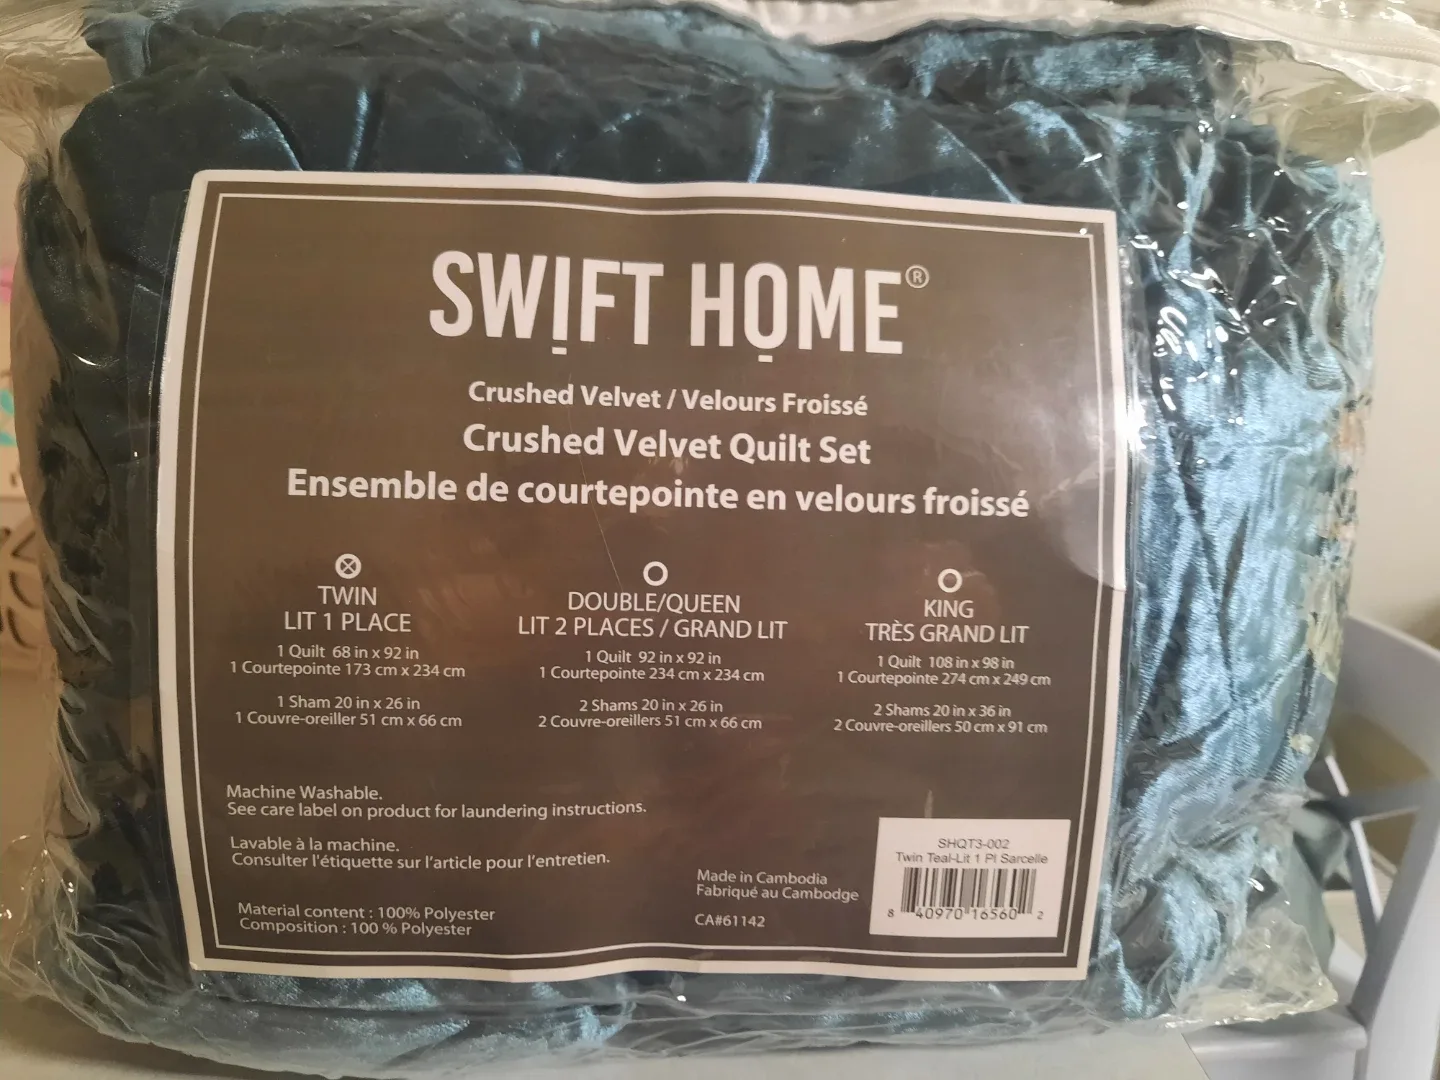 SWIFT HOME®
Crushed Velvet / Velours Froissé
Crushed Velvet Quilt Set
Ensemble de courtepointe en velours froissé
TWIN
LIT 1 PLACE
1 Quilt 68 in x 92 in
1 Courtepointe 173 cm x 234 cm
1 Sham 20 in x 26 in
1 Couvre-oreiller 51 cm x 66 cm
DOUBLE/QUEEN
LIT 2 PLACES / GRAND LIT
1 Quilt 92 in x 92 in
1 Courtepointe 234 cm x 234 cm
2 Shams 20 in x 26 in
2 Couvre-oreillers 51 cm x 66 cm
KING
TRÈS GRAND LIT
1 Quilt 108 in x 98 in
1 Courtepointe 274 cm x 249 cm
2 Shams 20 in x 36 in
2 Couvre-oreillers 50 cm x 91 cm
Machine Washable.
See care label on product for laundering instructions.
Lavable à la machine.
Consulter l'étiquette sur l'article pour l'entretien.
Material content : 100% Polyester
Composition : 100 % Polyester
Made in Cambodia
Fabriqué au Cambodge
CA#61142
SHQT3-002
Twin Teal-Lit 1 Pl Sarcelle
8 40970 16560 2